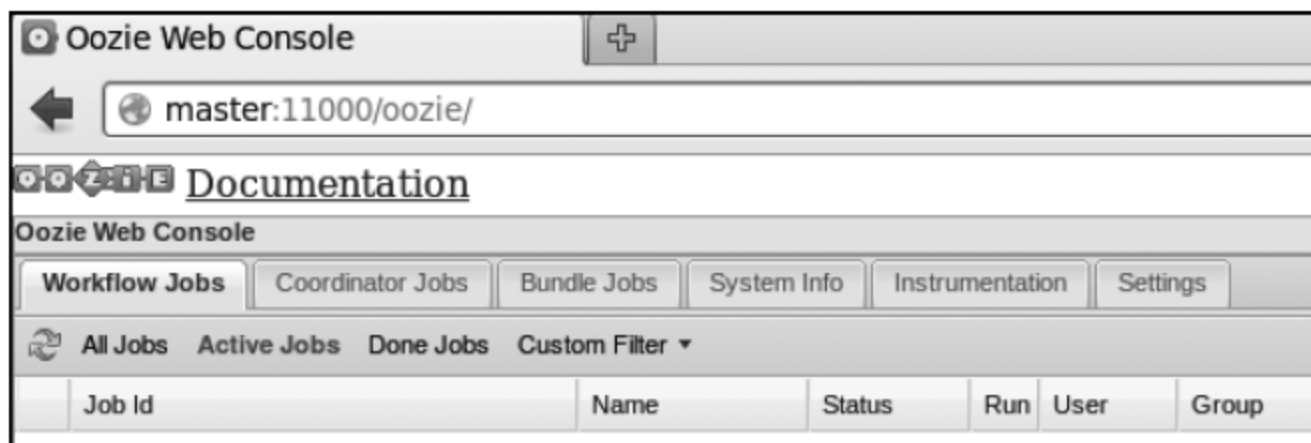 Oozie Web Console
master:11000/oozie/
OOZiE Documentation
Oozie Web Console
Workflow Jobs Coordinator Jobs Bundle Jobs System Info Instrumentation Settings
All Jobs Active Jobs Done Jobs Custom Filter
Job Id Name Status Run User Group